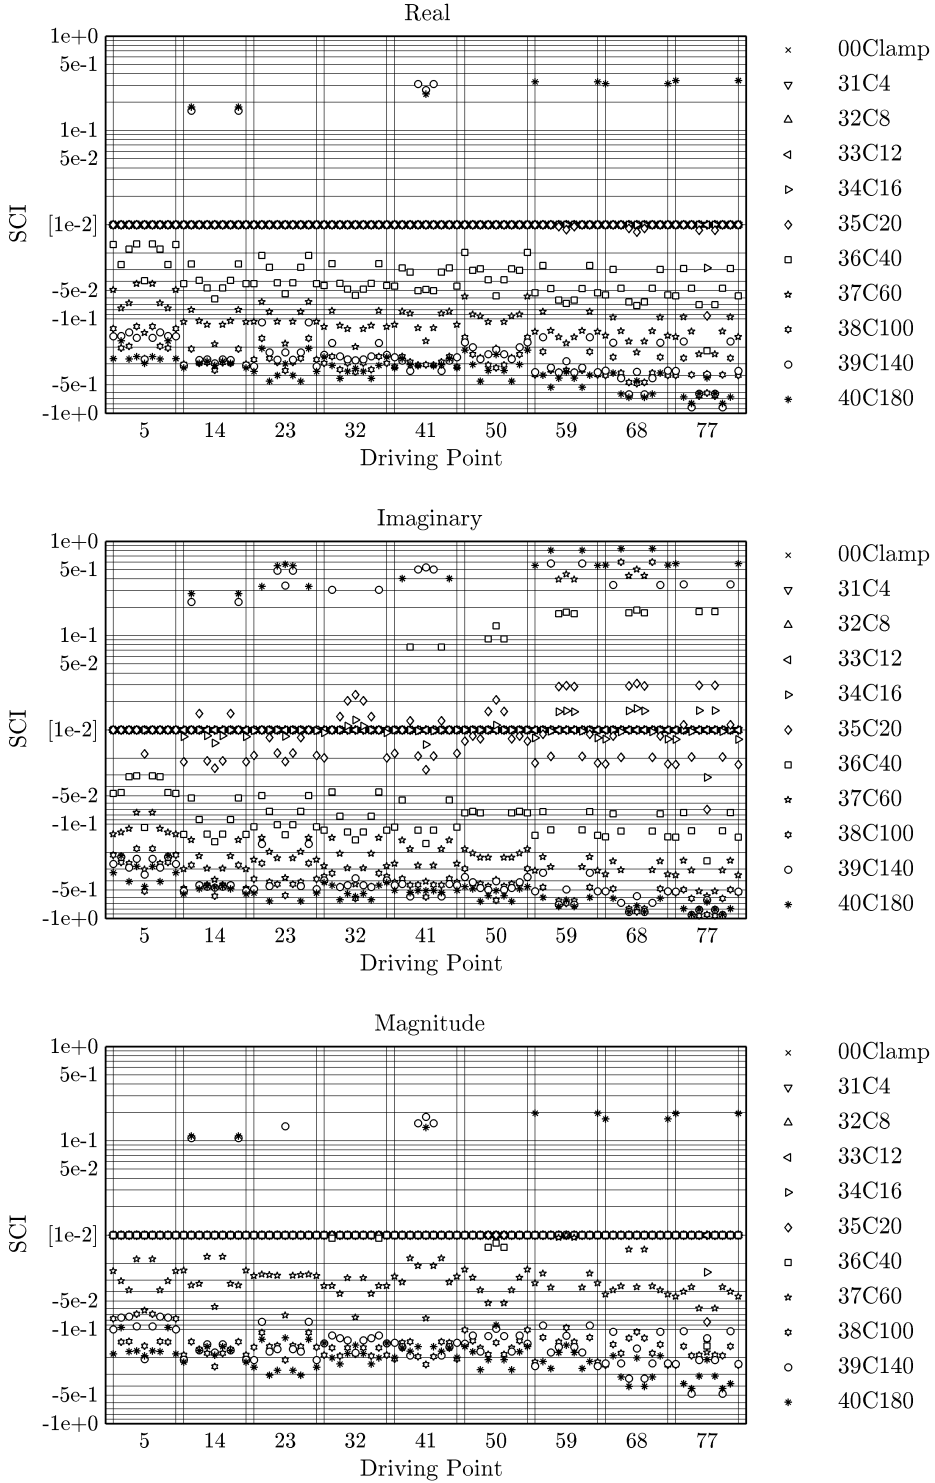 Real
1e+0
5e-1
1e-1
5e-2
[1e-2]
-5e-2
-1e-1
-5e-1
-1e+0
SCI
5 14 23 32 41 50 59 68 77
Driving Point
00Clamp
31C4
32C8
33C12
34C16
35C20
36C40
37C60
38C100
39C140
40C180
Imaginary
1e+0
5e-1
1e-1
5e-2
[1e-2]
-5e-2
-1e-1
-5e-1
-1e+0
SCI
5 14 23 32 41 50 59 68 77
Driving Point
00Clamp
31C4
32C8
33C12
34C16
35C20
36C40
37C60
38C100
39C140
40C180
Magnitude
1e+0
5e-1
1e-1
5e-2
[1e-2]
-5e-2
-1e-1
-5e-1
-1e+0
SCI
5 14 23 32 41 50 59 68 77
Driving Point
00Clamp
31C4
32C8
33C12
34C16
35C20
36C40
37C60
38C100
39C140
40C180